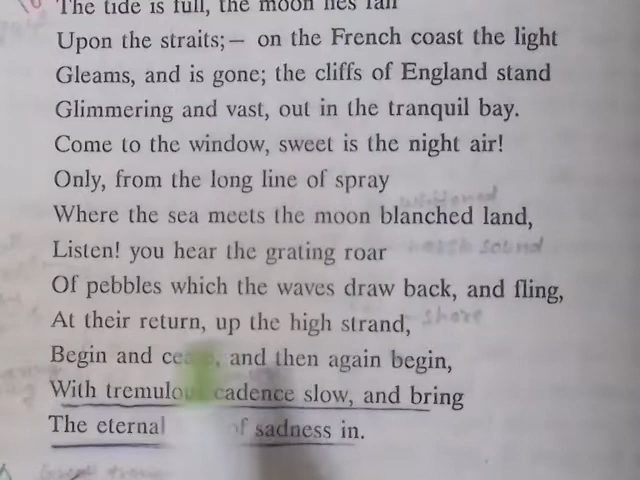 The tide is full, the moon lies fair
Upon the straits;— on the French coast the light
Gleams, and is gone; the cliffs of England stand
Glimmering and vast, out in the tranquil bay.
Come to the window, sweet is the night air!
Only, from the long line of spray
Where the sea meets the moon blanched land,
Listen! you hear the grating roar
harsh sound
Of pebbles which the waves draw back, and fling,
At their return, up the high strand,
shore
Begin and and then again begin,
With cadence slow, and bring
The eternal of sadness in.